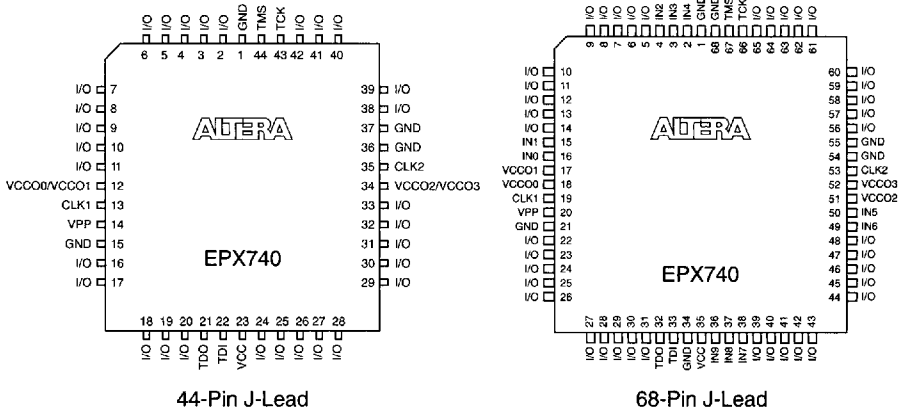 I/O I/O I/O I/O I/O GND TMS TCK I/O I/O I/O
6 5 4 3 2 1 44 43 42 41 40
I/O 7
I/O 8
I/O 9
I/O 10
I/O 11
VCCO0/VCCO1 12
CLK1 13
VPP 14
GND 15
I/O 16
I/O 17
ALTERA
EPX740
39 I/O
38 I/O
37 GND
36 GND
35 CLK2
34 VCCO2/VCCO3
33 I/O
32 I/O
31 I/O
30 I/O
29 I/O
18 19 20 21 22 23 24 25 26 27 28
I/O I/O I/O TDO TDI VCC I/O I/O I/O I/O I/O
44-Pin J-Lead
I/O I/O I/O I/O I/O IN2 IN3 IN4 GND GND TMS TCK I/O I/O I/O I/O I/O
9 8 7 6 5 4 3 2 1 68 67 66 65 64 63 62 61
I/O 10
I/O 11
I/O 12
I/O 13
I/O 14
IN1 15
IN0 16
VCCO1 17
VCCO0 18
CLK1 19
VPP 20
GND 21
I/O 22
I/O 23
I/O 24
I/O 25
I/O 26
ALTERA
EPX740
60 I/O
59 I/O
58 I/O
57 I/O
56 I/O
55 GND
54 GND
53 CLK2
52 VCCO3
51 VCCO2
50 IN5
49 IN6
48 I/O
47 I/O
46 I/O
45 I/O
44 I/O
27 28 29 30 31 32 33 34 35 36 37 38 39 40 41 42 43
I/O I/O I/O I/O I/O TDO TDI GND VCC IN9 IN8 IN7 I/O I/O I/O I/O I/O
68-Pin J-Lead